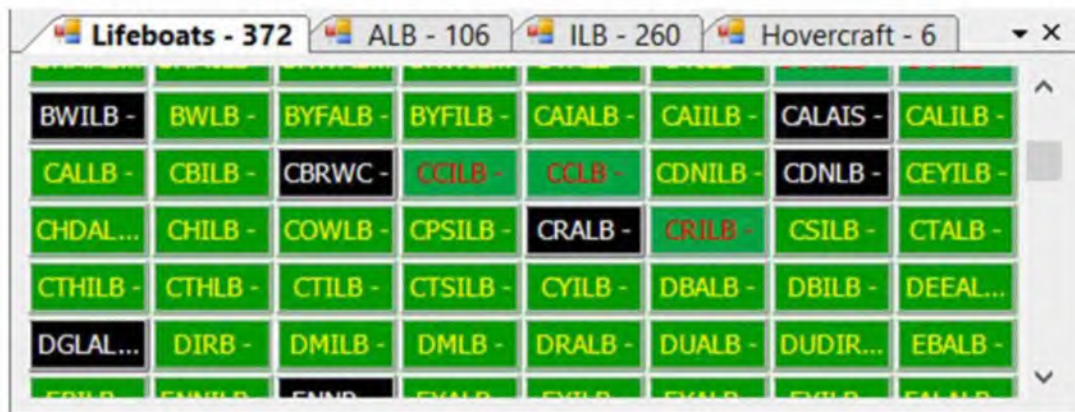 Lifeboats - 372 ALB - 106 ILB - 260 Hovercraft - 6
BWILB - BWLB - BYFALB - BYFILB - CAIALB - CAIILB - CALAIS - CALILB -
CALLB - CBILB - CBRWC - CCILB - CCLB - CDNILB - CDNLB - CEYILB -
CHDAL... CHILB - COWLB - CPSILB - CRALB - CRILB - CSILB - CTALB -
CTHILB - CTHLB - CTILB - CTSILB - CYILB - DBALB - DBILB - DEEAL...
DGLAL... DIRB - DMILB - DMLB - DRALB - DUALB - DUDIR... EBALB -